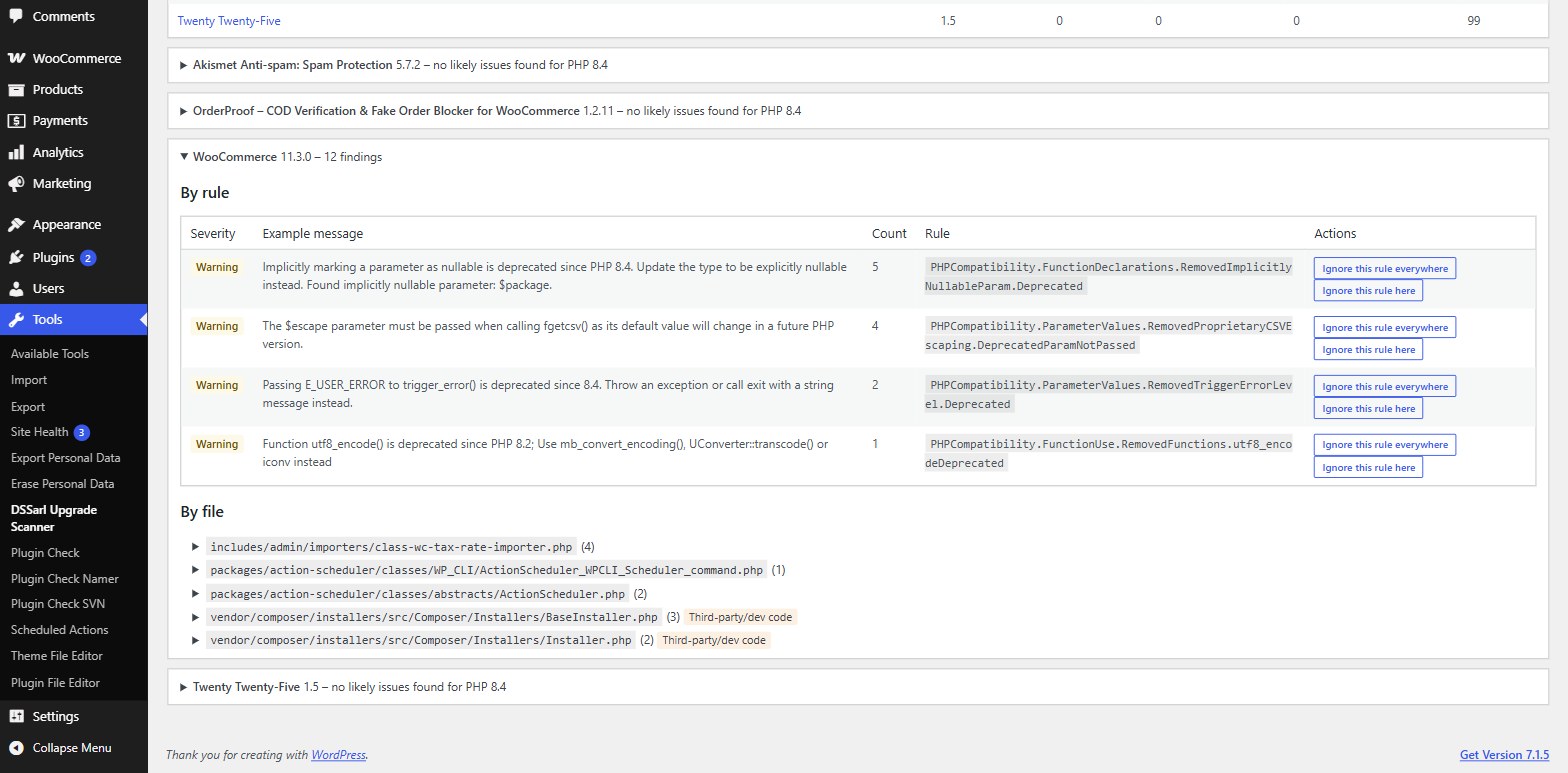 Comments
WooCommerce
Products
Payments
Analytics
Marketing
Appearance
Plugins 2
Users
Tools
Available Tools
Import
Export
Site Health 3
Export Personal Data
Erase Personal Data
DSSarl Upgrade
Scanner
Plugin Check
Plugin Check Namer
Plugin Check SVN
Scheduled Actions
Theme File Editor
Plugin File Editor
Settings
Collapse Menu
Twenty Twenty-Five 1.5 0 0 0 99
Akismet Anti-spam: Spam Protection 5.7.2 – no likely issues found for PHP 8.4
OrderProof – COD Verification & Fake Order Blocker for WooCommerce 1.2.11 – no likely issues found for PHP 8.4
WooCommerce 11.3.0 – 12 findings
By rule
Severity Example message Count Rule Actions
Warning Implicitly marking a parameter as nullable is deprecated since PHP 8.4. Update the type to be explicitly nullable 5 PHPCompatibility.FunctionDeclarations.RemovedImplicitly Ignore this rule everywhere
instead. Found implicitly nullable parameter: $package. NullableParam.Deprecated Ignore this rule here
Warning The $escape parameter must be passed when calling fgetcsv() as its default value will change in a future PHP 4 PHPCompatibility.ParameterValues.RemovedProprietaryCSVE Ignore this rule everywhere
version. scaping.DeprecatedParamNotPassed Ignore this rule here
Warning Passing E_USER_ERROR to trigger_error() is deprecated since 8.4. Throw an exception or call exit with a string 2 PHPCompatibility.ParameterValues.RemovedTriggerErrorLev Ignore this rule everywhere
message instead. el.Deprecated Ignore this rule here
Warning Function utf8_encode() is deprecated since PHP 8.2; Use mb_convert_encoding(), UConverter::transcode() or 1 PHPCompatibility.FunctionUse.RemovedFunctions.utf8_enco Ignore this rule everywhere
iconv instead deDeprecated Ignore this rule here
By file
includes/admin/importers/class-wc-tax-rate-importer.php (4)
packages/action-scheduler/classes/WP_CLI/ActionScheduler_WPCLI_Scheduler_command.php (1)
packages/action-scheduler/classes/abstracts/ActionScheduler.php (2)
vendor/composer/installers/src/Composer/Installers/BaseInstaller.php (3) Third-party/dev code
vendor/composer/installers/src/Composer/Installers/Installer.php (2) Third-party/dev code
Twenty Twenty-Five 1.5 – no likely issues found for PHP 8.4
Thank you for creating with WordPress.
Get Version 7.1.5